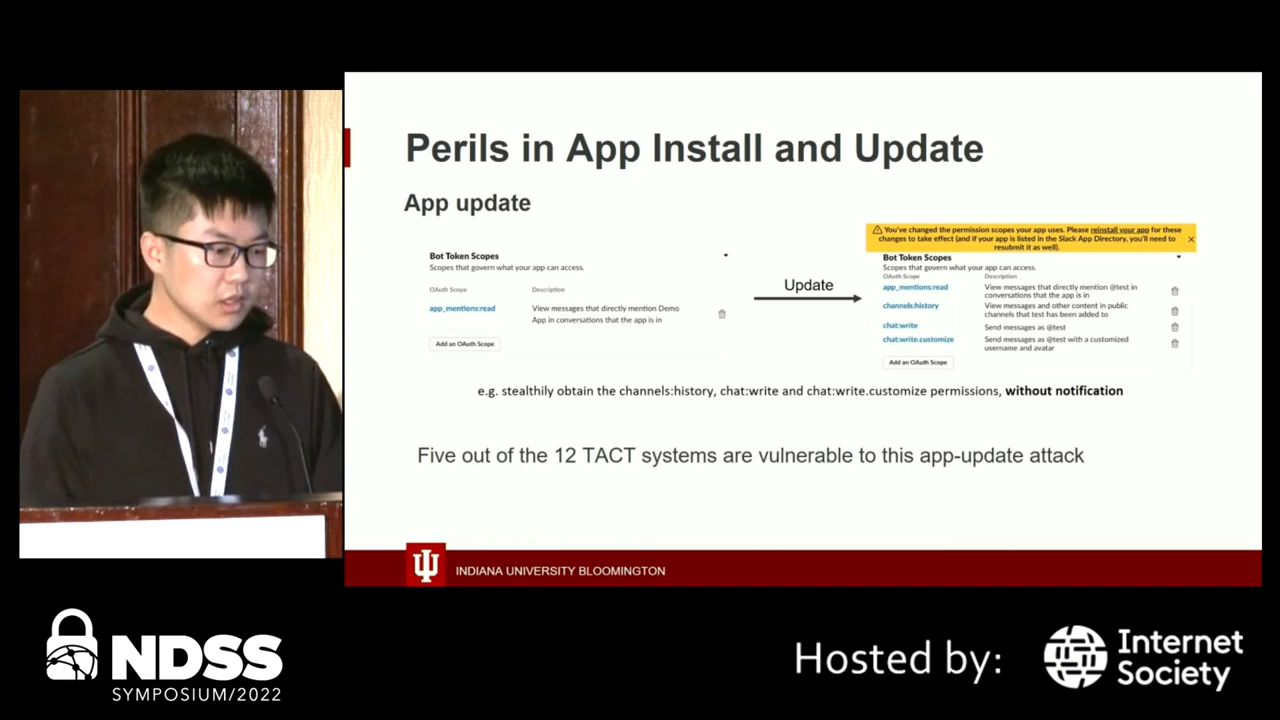 Perils in App Install and Update
App update
Bot Token Scopes
Scopes that govern what your app can access.
OAuth Scope
Description
app_mentions:read
View messages that directly mention Demo
App in conversations that the app is in
Add an OAuth Scope
Update
You've changed the permission scopes your app uses. Please reinstall your app for these
changes to take effect (and if your app is listed in the Slack App Directory, you'll need to
resubmit it as well).
Bot Token Scopes
Scopes that govern what your app can access.
OAuth Scope
Description
app_mentions:read
View messages that directly mention @test in
conversations that the app is in
channels:history
View messages and other content in public
channels that test has been added to
chat:write
Send messages as @test
chat:write.customize
Send messages as @test with a customized
username and avatar
Add an OAuth Scope
e.g. stealthily obtain the channels:history, chat:write and chat:write.customize permissions, without notification
Five out of the 12 TACT systems are vulnerable to this app-update attack
INDIANA UNIVERSITY BLOOMINGTON
NDSS
SYMPOSIUM/2022
Hosted by:
Internet
Society